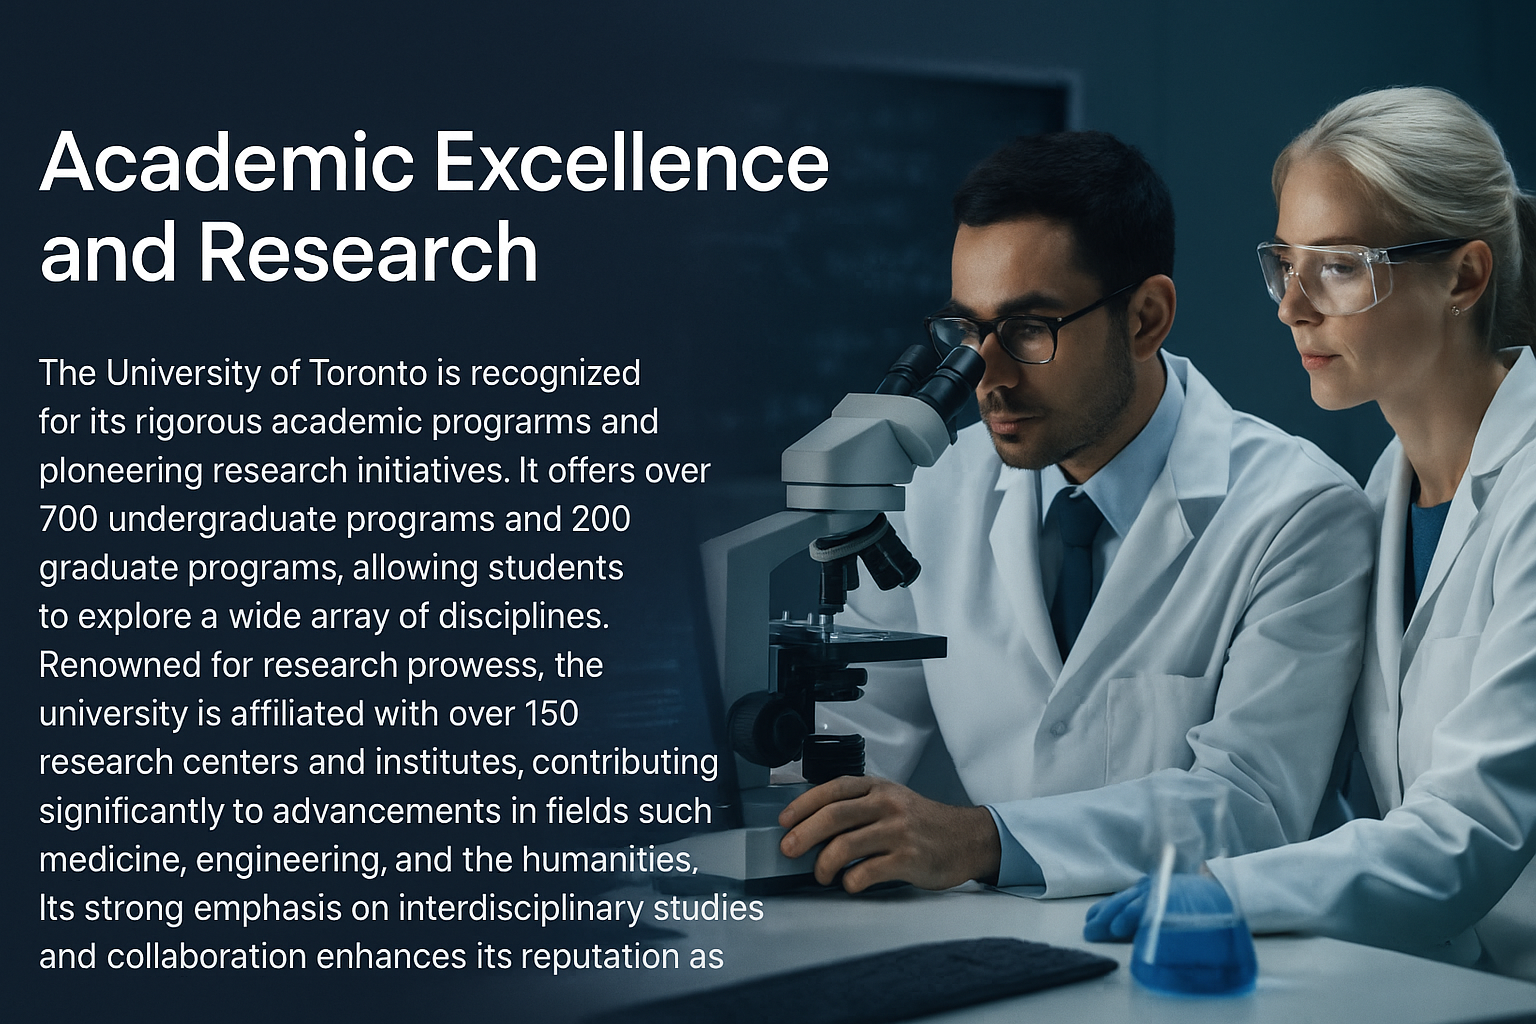 Academic Excellence
and Research
The University of Toronto is recognized
for its rigorous academic programrms and
ploneering research initiatives. It offers over
700 undergraduate programs and 200
graduate programs, allowing students
to explore a wide array of disciplines.
Renowned for research prowess, the
university is affiliated with over 150
research centers and institutes, contributing
significantly to advancements in fields such
medicine, engineering, and the humanities,
Its strong emphasis on interdisciplinary studies
and collaboration enhances its reputation as